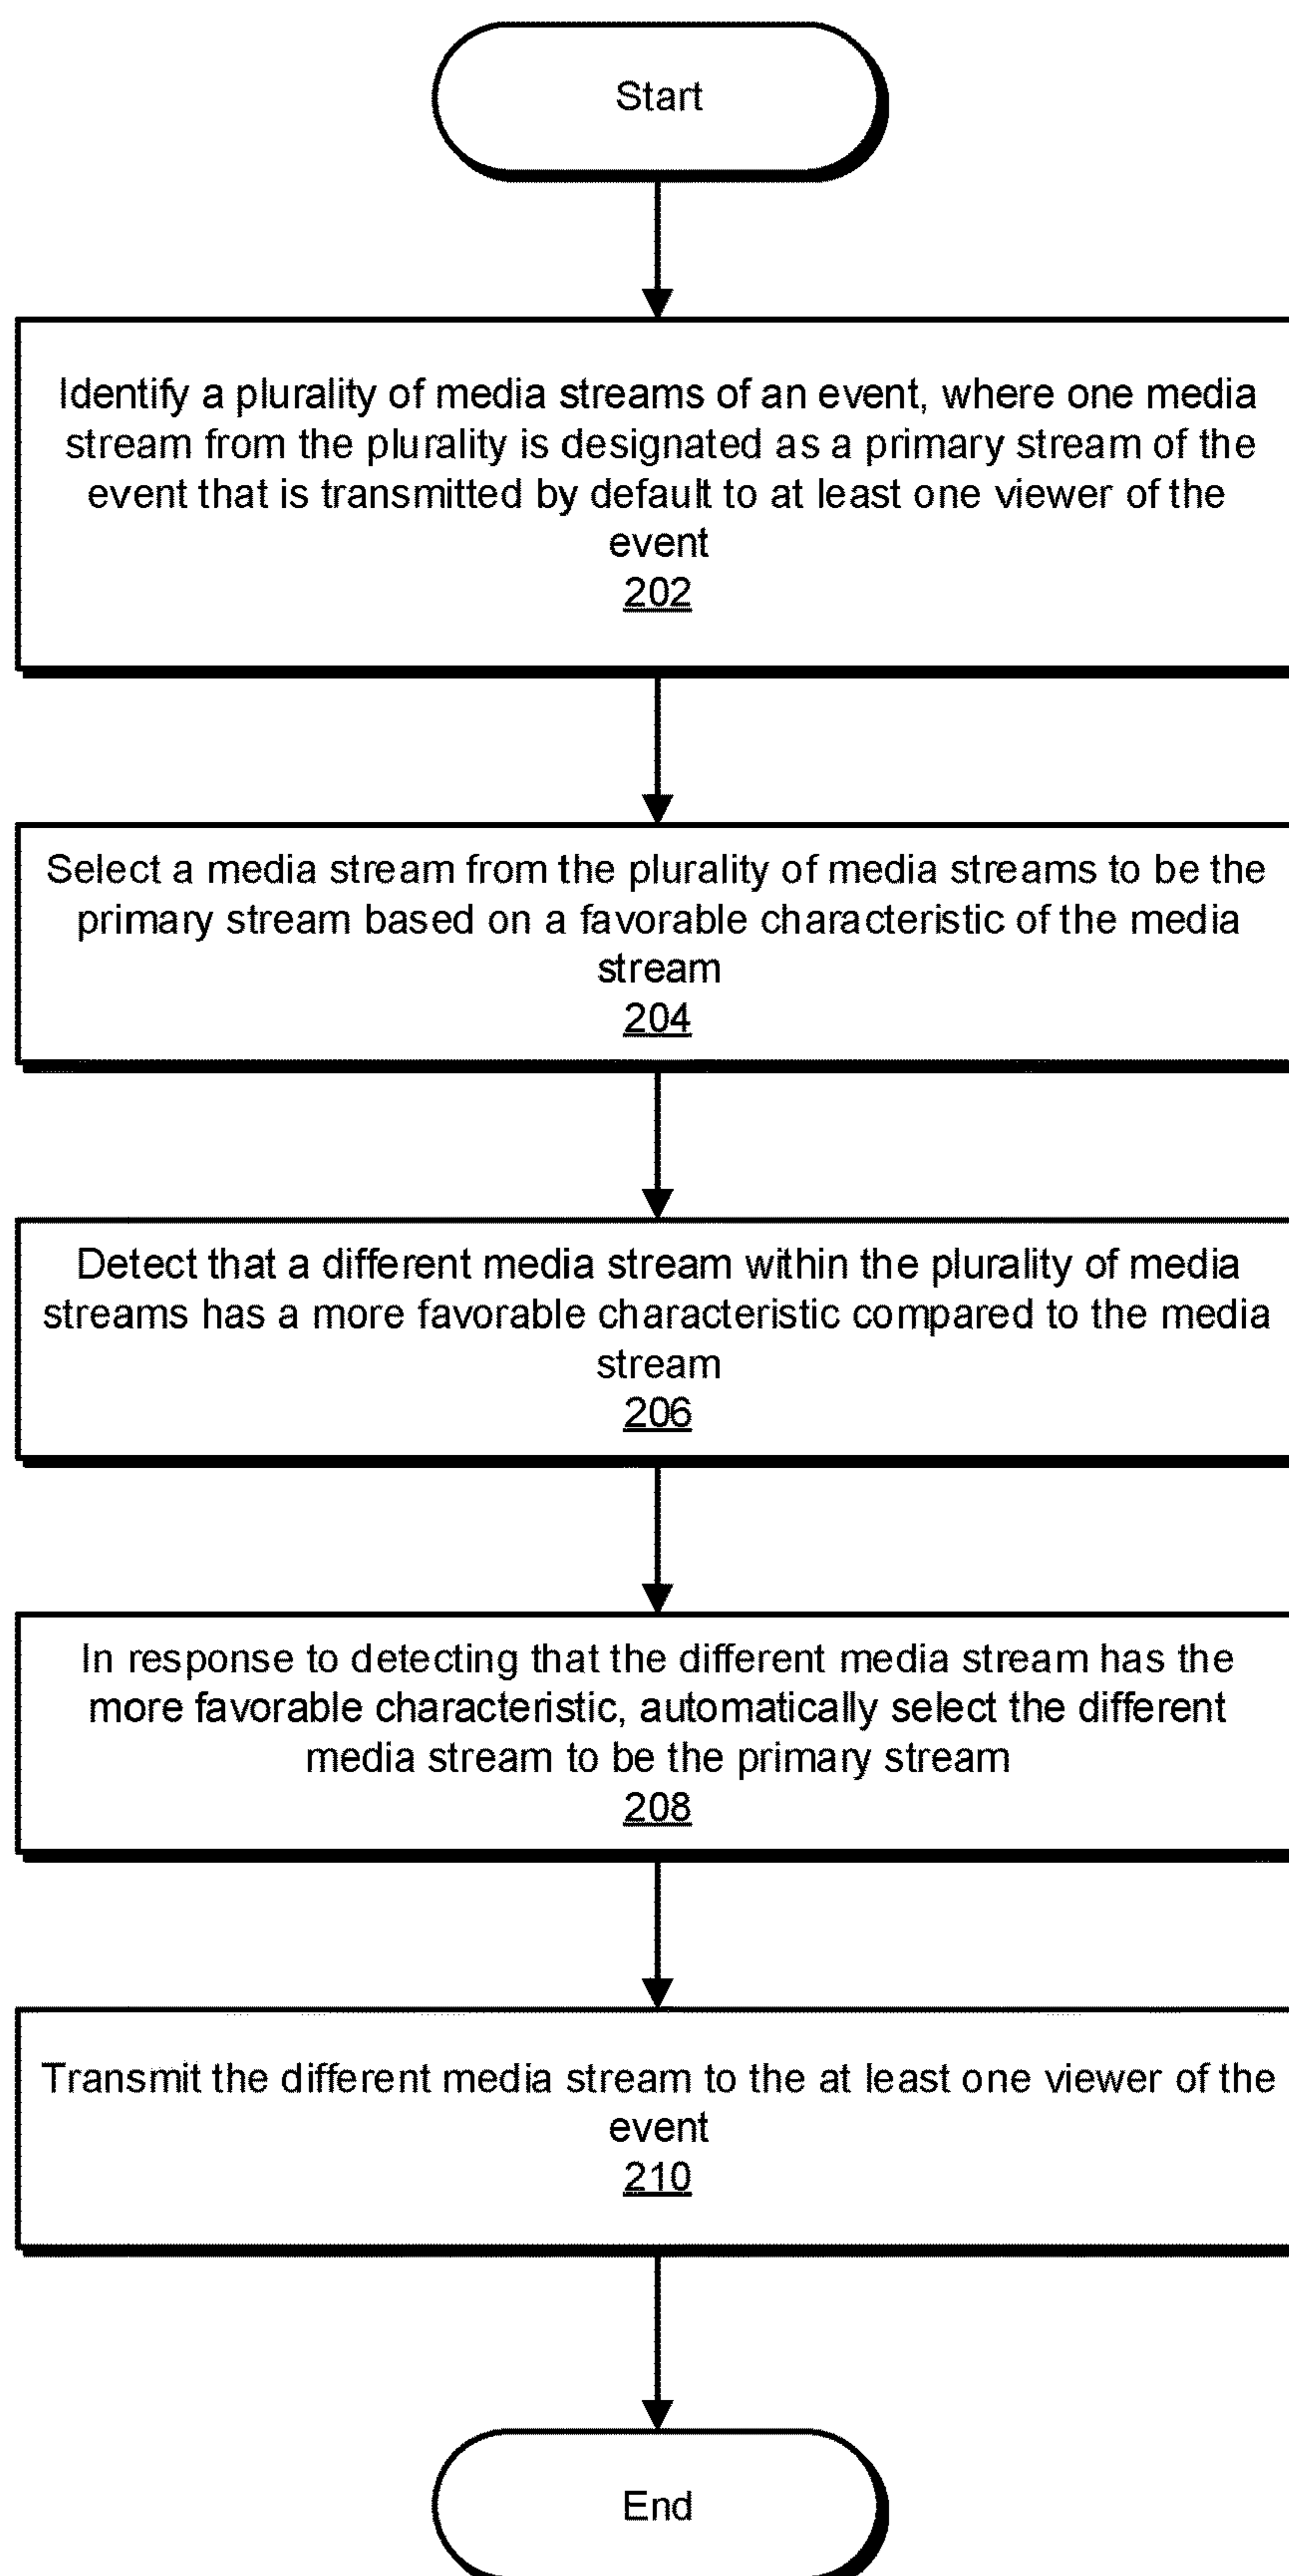 Start
Identify a plurality of media streams of an event, where one media
stream from the plurality is designated as a primary stream of the
event that is transmitted by default to at least one viewer of the
event
202
Select a media stream from the plurality of media streams to be the
primary stream based on a favorable characteristic of the media
stream
204
Detect that a different media stream within the plurality of media
streams has a more favorable characteristic compared to the media
stream
206
In response to detecting that the different media stream has the
more favorable characteristic, automatically select the different
media stream to be the primary stream
208
Transmit the different media stream to the at least one viewer of the
event
210
End